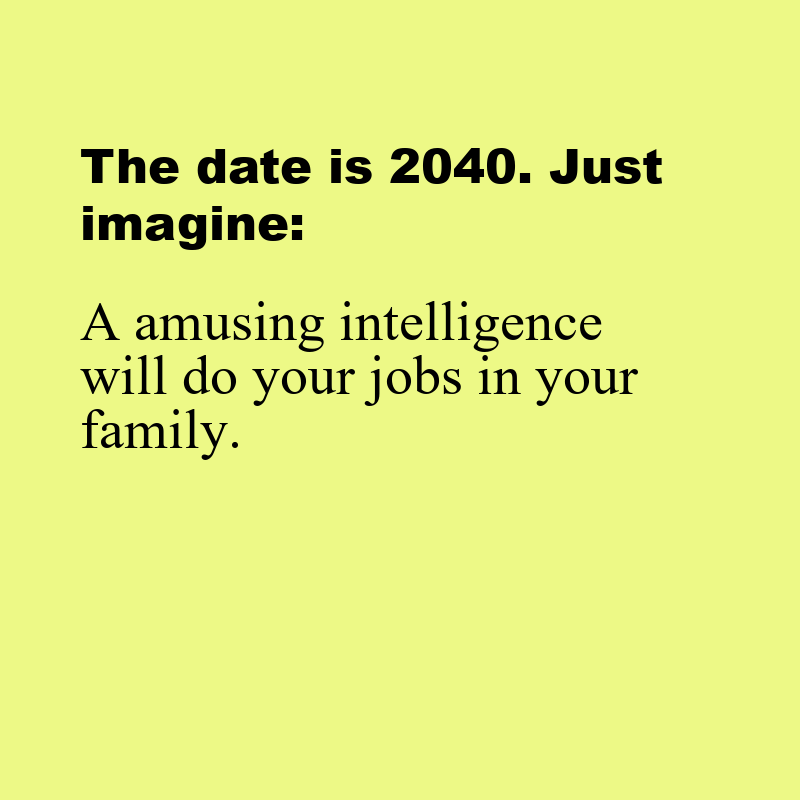 The date is 2040. Just
imagine:
A amusing intelligence
will do your jobs in your
family.